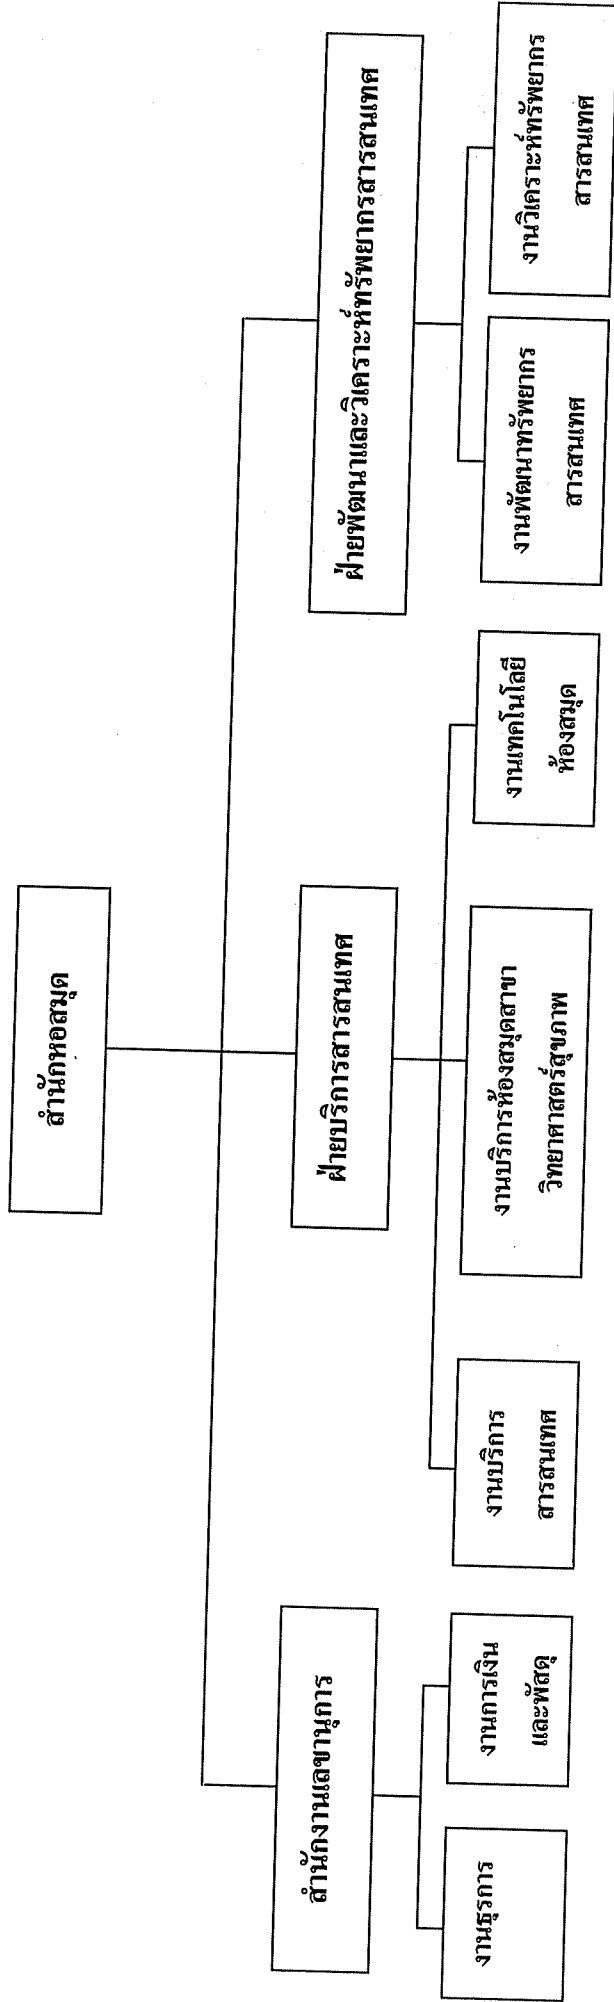 สำนักหอสมุด
สำนักงานเลขานุการ
ฝ่ายบริการสารสนเทศ
ฝ่ายพัฒนาและวิเคราะห์ทรัพยากรสารสนเทศ
งานธุรการ
งานการเงิน
และพัสดุ
งานบริการ
สารสนเทศ
งานบริการห้องสมุดสาขา
วิทยาศาสตร์สุขภาพ
งานเทคโนโลยี
ห้องสมุด
งานพัฒนาทรัพยากร
สารสนเทศ
งานวิเคราะห์ทรัพยากร
สารสนเทศ